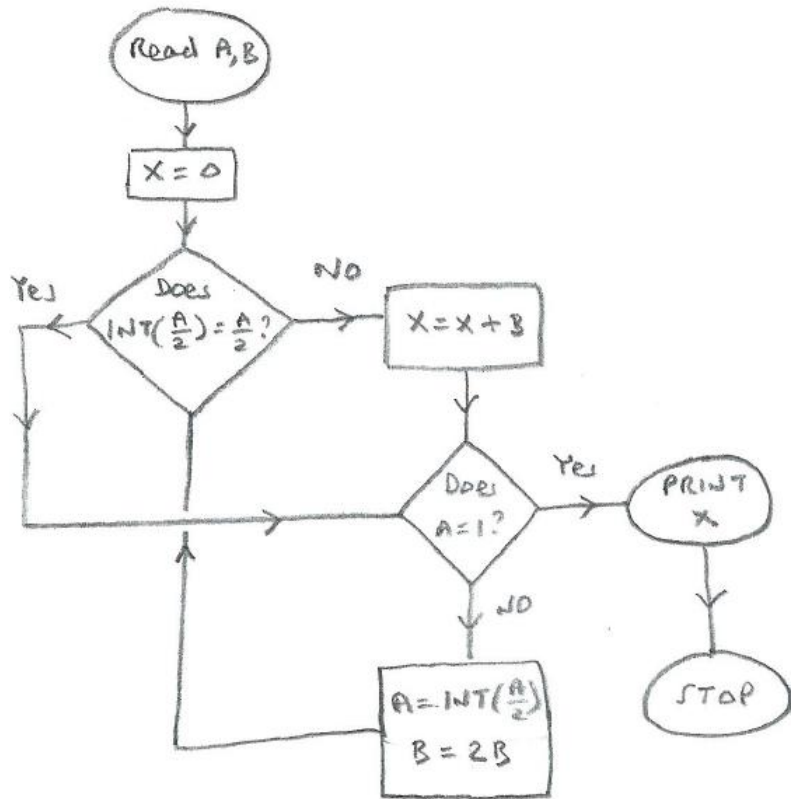 Read A,B
X = 0
Yes
Does
INT(A/2) = A/2?
NO
X = X + B
Does
A = 1?
Yes
PRINT
X
NO
A = INT(A/2)
B = 2B
STOP